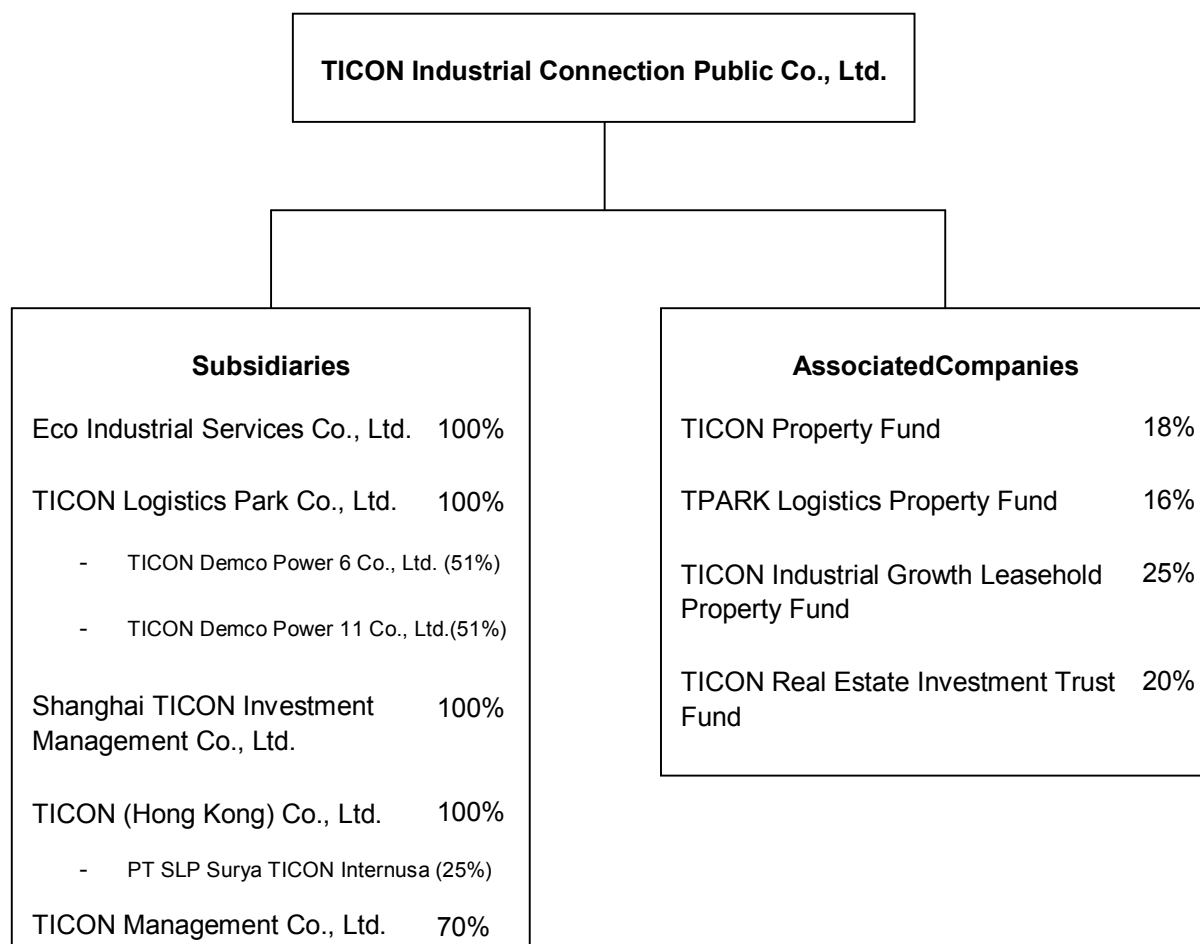 TICON Industrial Connection Public Co., Ltd.
Subsidiaries
Eco Industrial Services Co., Ltd. 100%
TICON Logistics Park Co., Ltd. 100%
- TICON Demco Power 6 Co., Ltd. (51%)
- TICON Demco Power 11 Co., Ltd.(51%)
Shanghai TICON Investment 100%
Management Co., Ltd.
TICON (Hong Kong) Co., Ltd. 100%
- PT SLP Surya TICON Internusa (25%)
TICON Management Co., Ltd. 70%
AssociatedCompanies
TICON Property Fund 18%
TPARK Logistics Property Fund 16%
TICON Industrial Growth Leasehold 25%
Property Fund
TICON Real Estate Investment Trust 20%
Fund